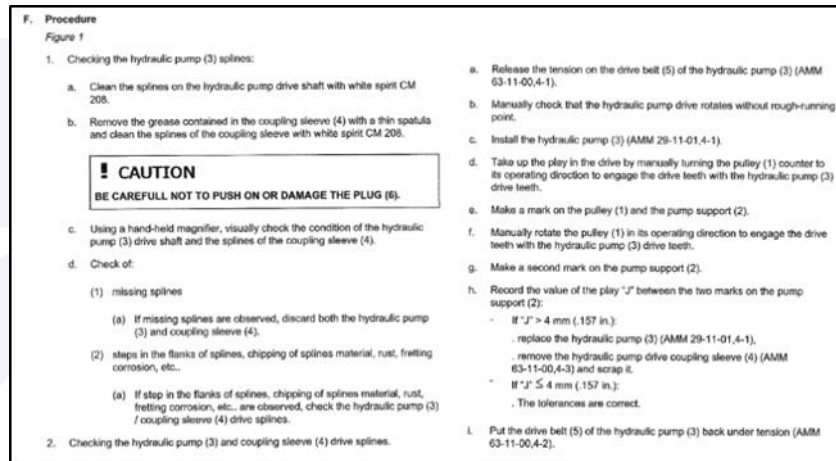 F. Procedure
Figure 1
1. Checking the hydraulic pump (3) splines:
a. Clean the splines on the hydraulic pump drive shaft with white spirit CM
208.
b. Remove the grease contained in the coupling sleeve (4) with a thin spatula
and clean the splines of the coupling sleeve with white spirit CM 208.
! CAUTION
BE CAREFULL NOT TO PUSH ON OR DAMAGE THE PLUG (6).
c. Using a hand-held magnifier, visually check the condition of the hydraulic
pump (3) drive shaft and the splines of the coupling sleeve (4).
d. Check of:
(1) missing splines
(a) If missing splines are observed, discard both the hydraulic pump
(3) and coupling sleeve (4).
(2) steps in the flanks of splines, chipping of splines material, rust, fretting
corrosion, etc..
(a) If step in the flanks of splines, chipping of splines material, rust,
fretting corrosion, etc.. are observed, check the hydraulic pump (3)
/ coupling sleeve (4) drive splines.
2. Checking the hydraulic pump (3) and coupling sleeve (4) drive splines.
a. Release the tension on the drive belt (5) of the hydraulic pump (3) (AMM
63-11-00,4-1).
b. Manually check that the hydraulic pump drive rotates without rough-running
point.
c. Install the hydraulic pump (3) (AMM 29-11-01,4-1).
d. Take up the play in the drive by manually turning the pulley (1) counter to
its operating direction to engage the drive teeth with the hydraulic pump (3)
drive teeth.
e. Make a mark on the pulley (1) and the pump support (2).
f. Manually rotate the pulley (1) in its operating direction to engage the drive
teeth with the hydraulic pump (3) drive teeth.
g. Make a second mark on the pump support (2).
h. Record the value of the play "J" between the two marks on the pump
support (2):
- If "J" > 4 mm (.157 in.):
. replace the hydraulic pump (3) (AMM 29-11-01,4-1),
. remove the hydraulic pump drive coupling sleeve (4) (AMM
63-11-00,4-3) and scrap it.
- If "J" ≤ 4 mm (.157 in.):
. The tolerances are correct.
i. Put the drive belt (5) of the hydraulic pump (3) back under tension (AMM
63-11-00,4-2).